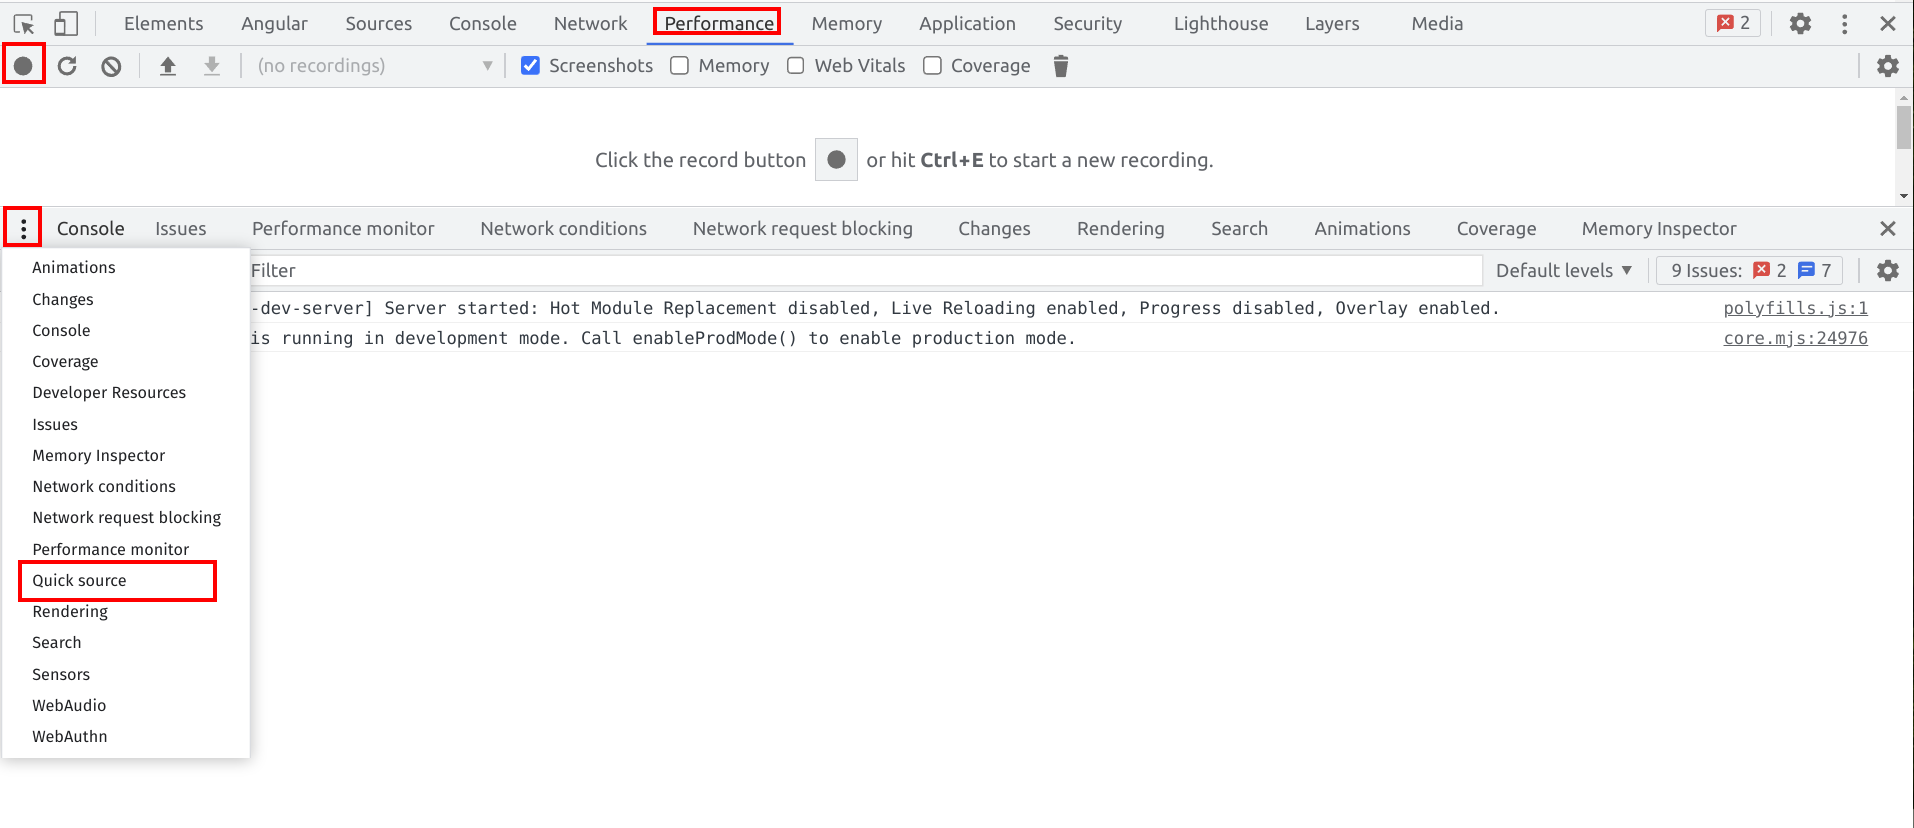 Elements Angular Sources Console Network Performance Memory Application Security Lighthouse Layers Media 2
(no recordings) Screenshots Memory Web Vitals Coverage
Click the record button or hit Ctrl+E to start a new recording.
Console Issues Performance monitor Network conditions Network request blocking Changes Rendering Search Animations Coverage Memory Inspector
Filter Default levels 9 Issues: 2 7
-dev-server] Server started: Hot Module Replacement disabled, Live Reloading enabled, Progress disabled, Overlay enabled. polyfills.js:1
is running in development mode. Call enableProdMode() to enable production mode. core.mjs:24976
Animations
Changes
Console
Coverage
Developer Resources
Issues
Memory Inspector
Network conditions
Network request blocking
Performance monitor
Quick source
Rendering
Search
Sensors
WebAudio
WebAuthn